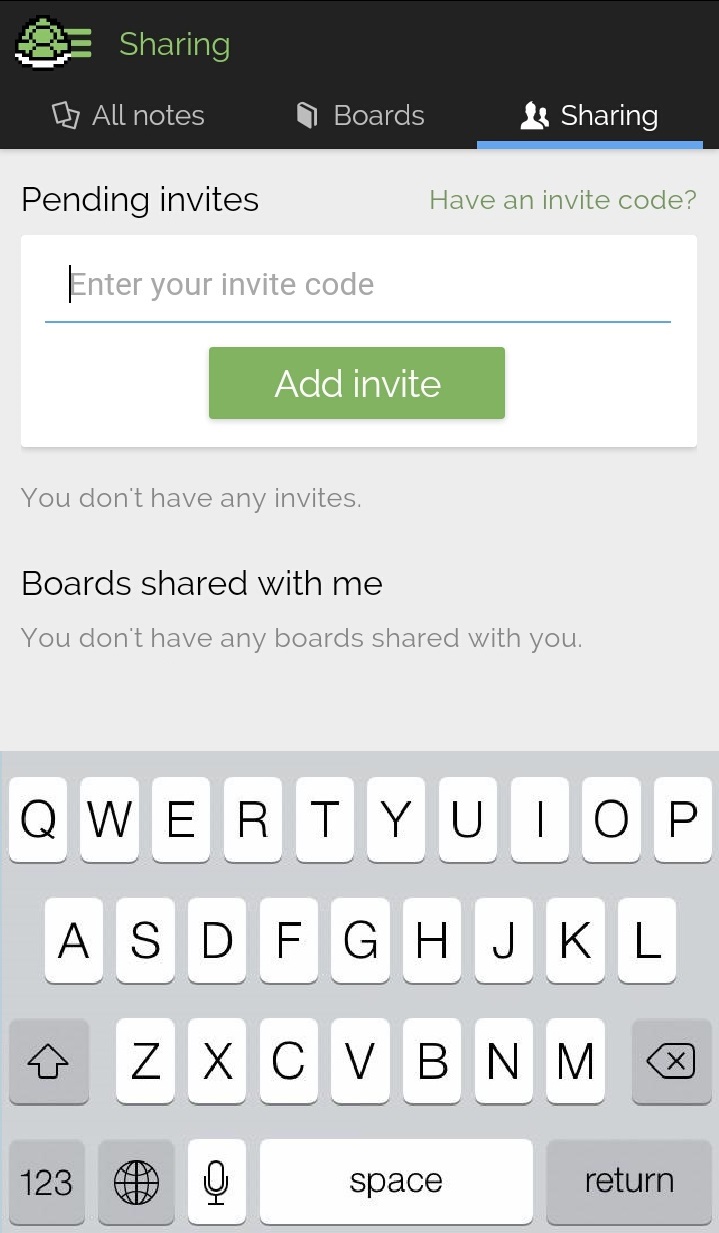 Sharing
All notes Boards Sharing
Pending invites Have an invite code?
Enter your invite code
Add invite
You don't have any invites.
Boards shared with me
You don't have any boards shared with you.
Q W E R T Y U I O P
A S D F G H J K L
Z X C V B N M
123 space return